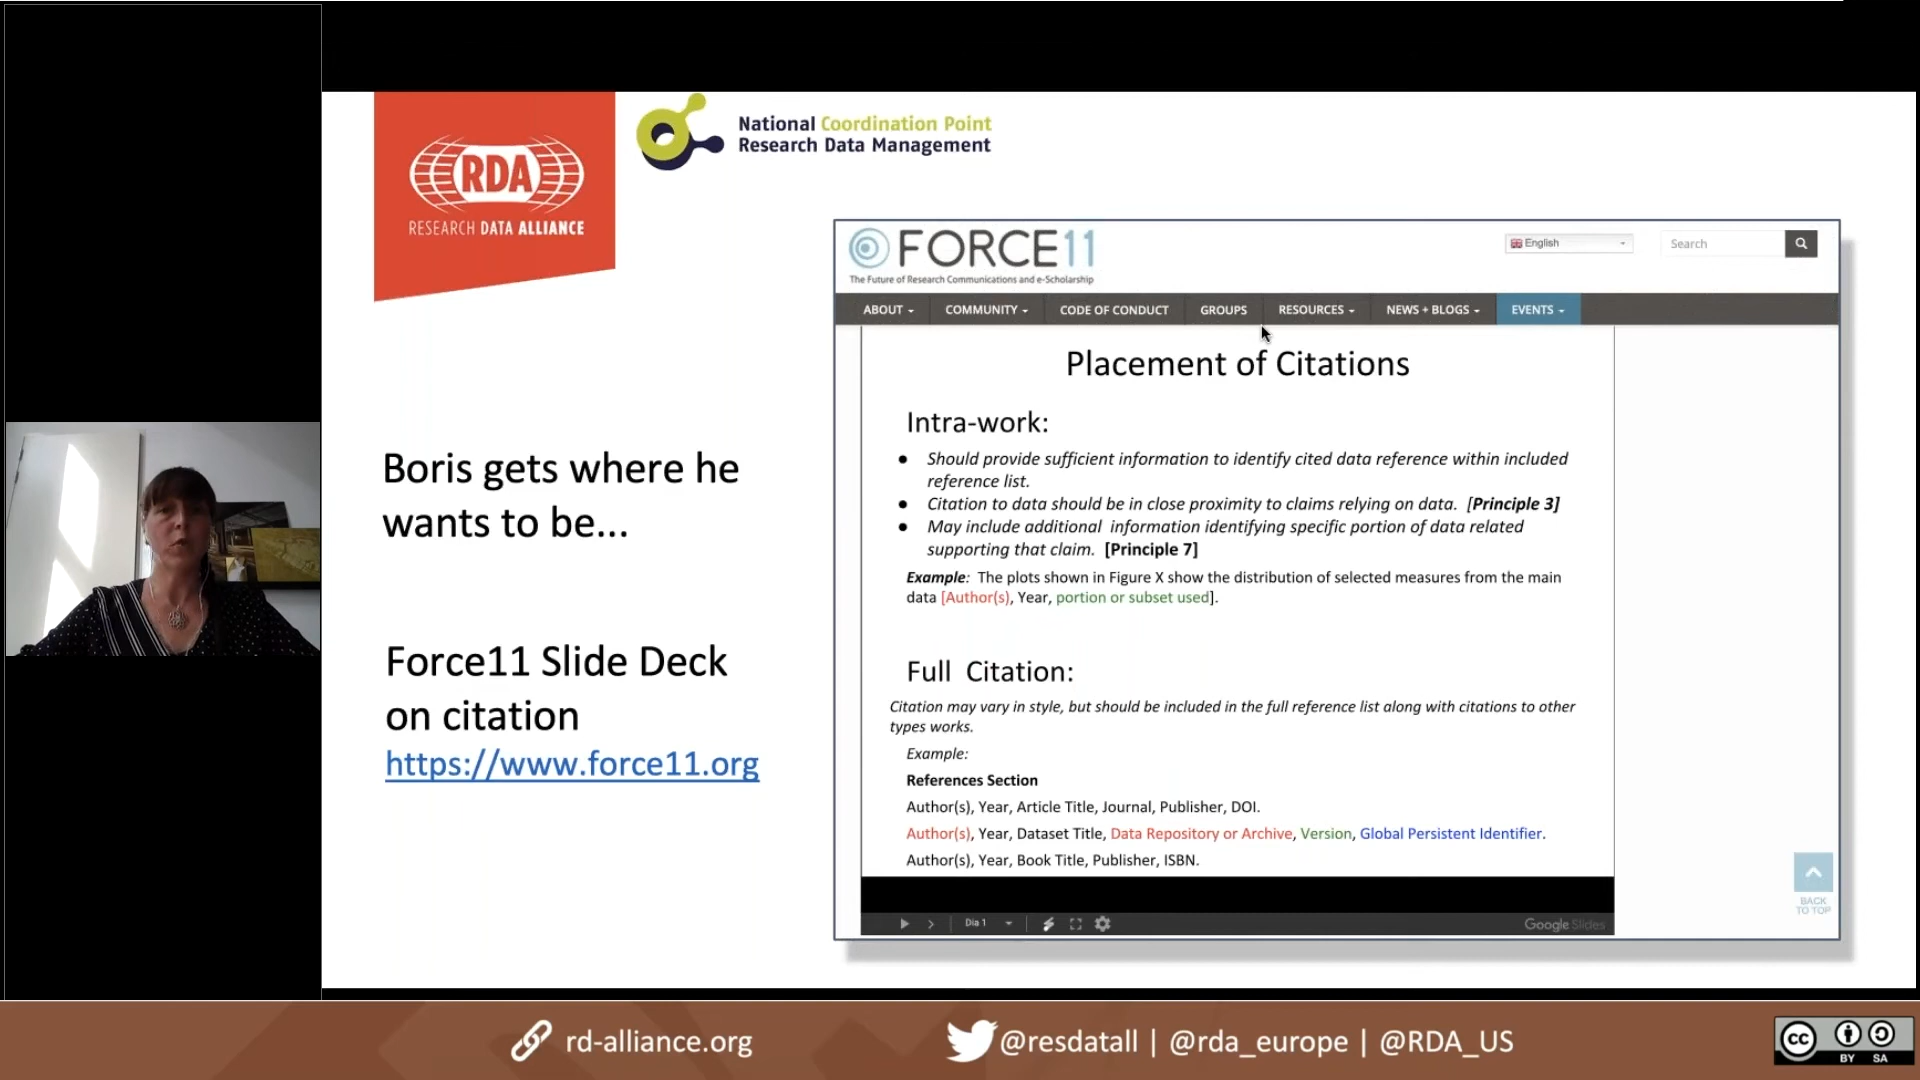 RDA
RESEARCH DATA ALLIANCE
National Coordination Point
Research Data Management
Boris gets where he
wants to be...
Force11 Slide Deck
on citation
https://www.force11.org
FORCE11
The Future of Research Communications and e-Scholarship
English
Search
ABOUT
COMMUNITY
CODE OF CONDUCT
GROUPS
RESOURCES
NEWS + BLOGS
EVENTS
Placement of Citations
Intra-work:
● Should provide sufficient information to identify cited data reference within included
reference list.
● Citation to data should be in close proximity to claims relying on data. [Principle 3]
● May include additional information identifying specific portion of data related
supporting that claim. [Principle 7]
Example: The plots shown in Figure X show the distribution of selected measures from the main
data [Author(s), Year, portion or subset used].
Full Citation:
Citation may vary in style, but should be included in the full reference list along with citations to other
types works.
Example:
References Section
Author(s), Year, Article Title, Journal, Publisher, DOI.
Author(s), Year, Dataset Title, Data Repository or Archive, Version, Global Persistent Identifier.
Author(s), Year, Book Title, Publisher, ISBN.
Dia 1
Google Slides
BACK
TO TOP
rd-alliance.org
@resdatall | @rda_europe | @RDA_US
cc
BY SA